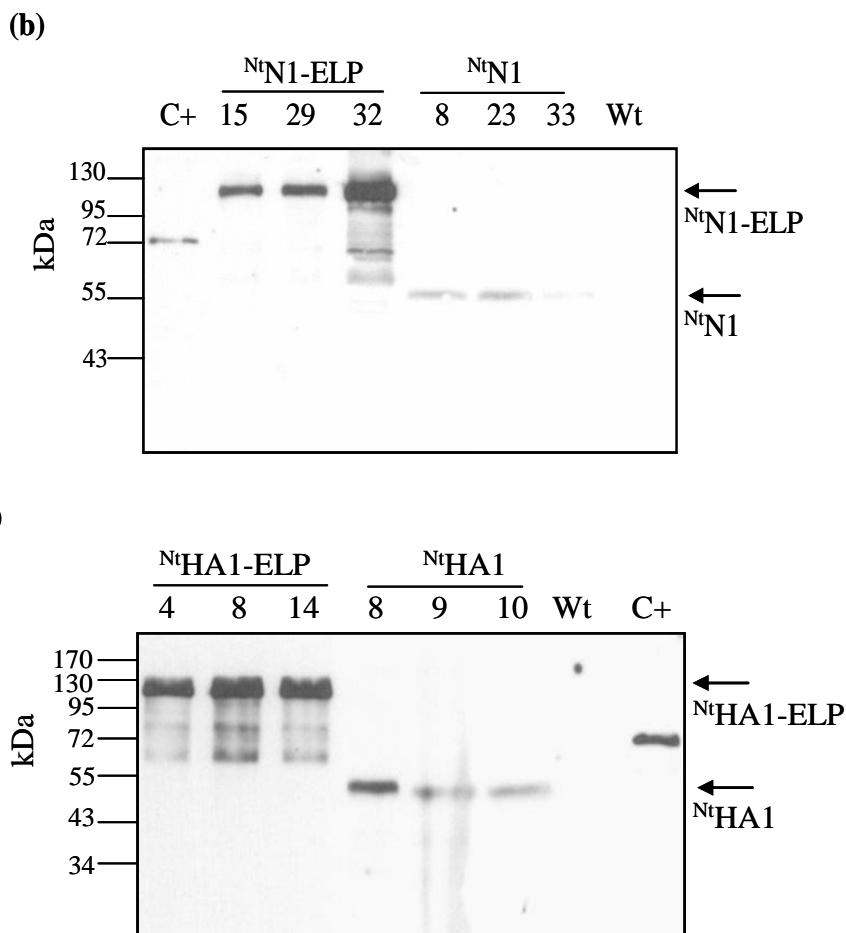 (b)
NtN1-ELP NtN1
C+ 15 29 32 8 23 33 Wt
kDa
130
95
72
55
43
NtN1-ELP
NtN1
)
NtHA1-ELP NtHA1
4 8 14 8 9 10 Wt C+
kDa
170
130
95
72
55
43
34
NtHA1-ELP
NtHA1